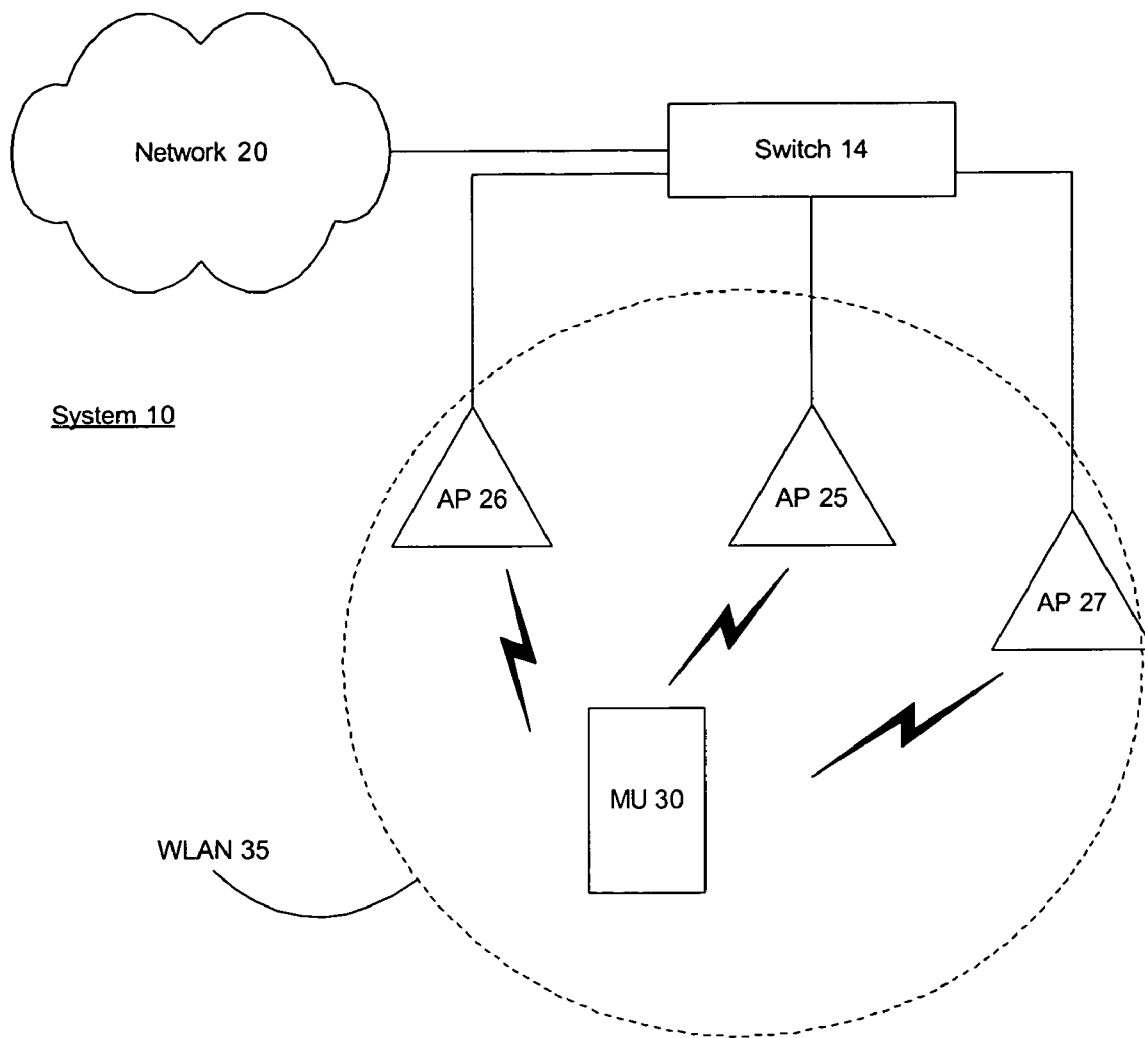 Network 20
Switch 14
System 10
AP 26
AP 25
AP 27
MU 30
WLAN 35